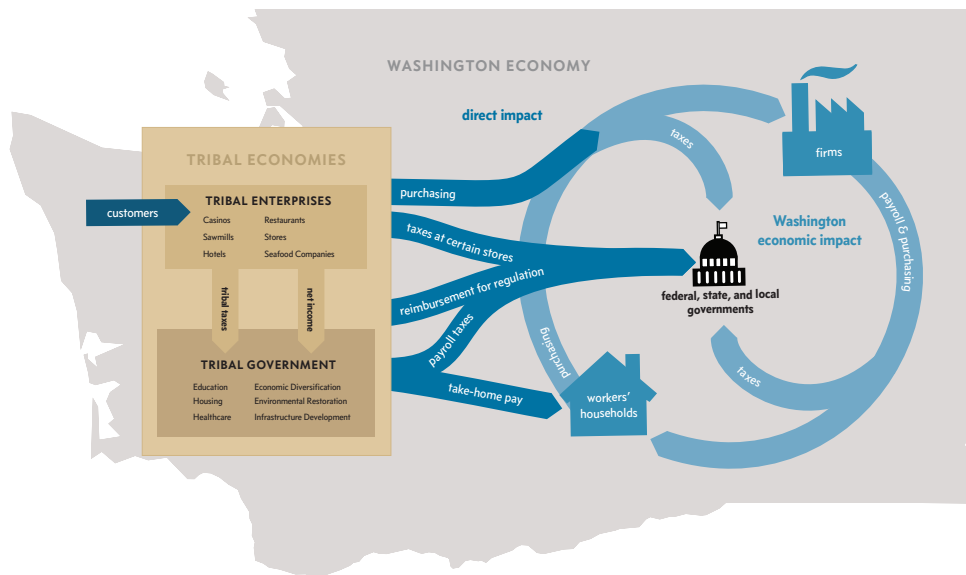 WASHINGTON ECONOMY
direct impact
TRIBAL ECONOMIES
customers
TRIBAL ENTERPRISES
Casinos
Restaurants
Sawmills
Stores
Hotels
Seafood Companies
tribal taxes
net income
TRIBAL GOVERNMENT
Education
Economic Diversification
Housing
Environmental Restoration
Healthcare
Infrastructure Development
purchasing
taxes at certain stores
reimbursement for regulation
payroll taxes
take-home pay
purchasing
taxes
firms
Washington
economic impact
payroll & purchasing
federal, state, and local
governments
taxes
workers'
households